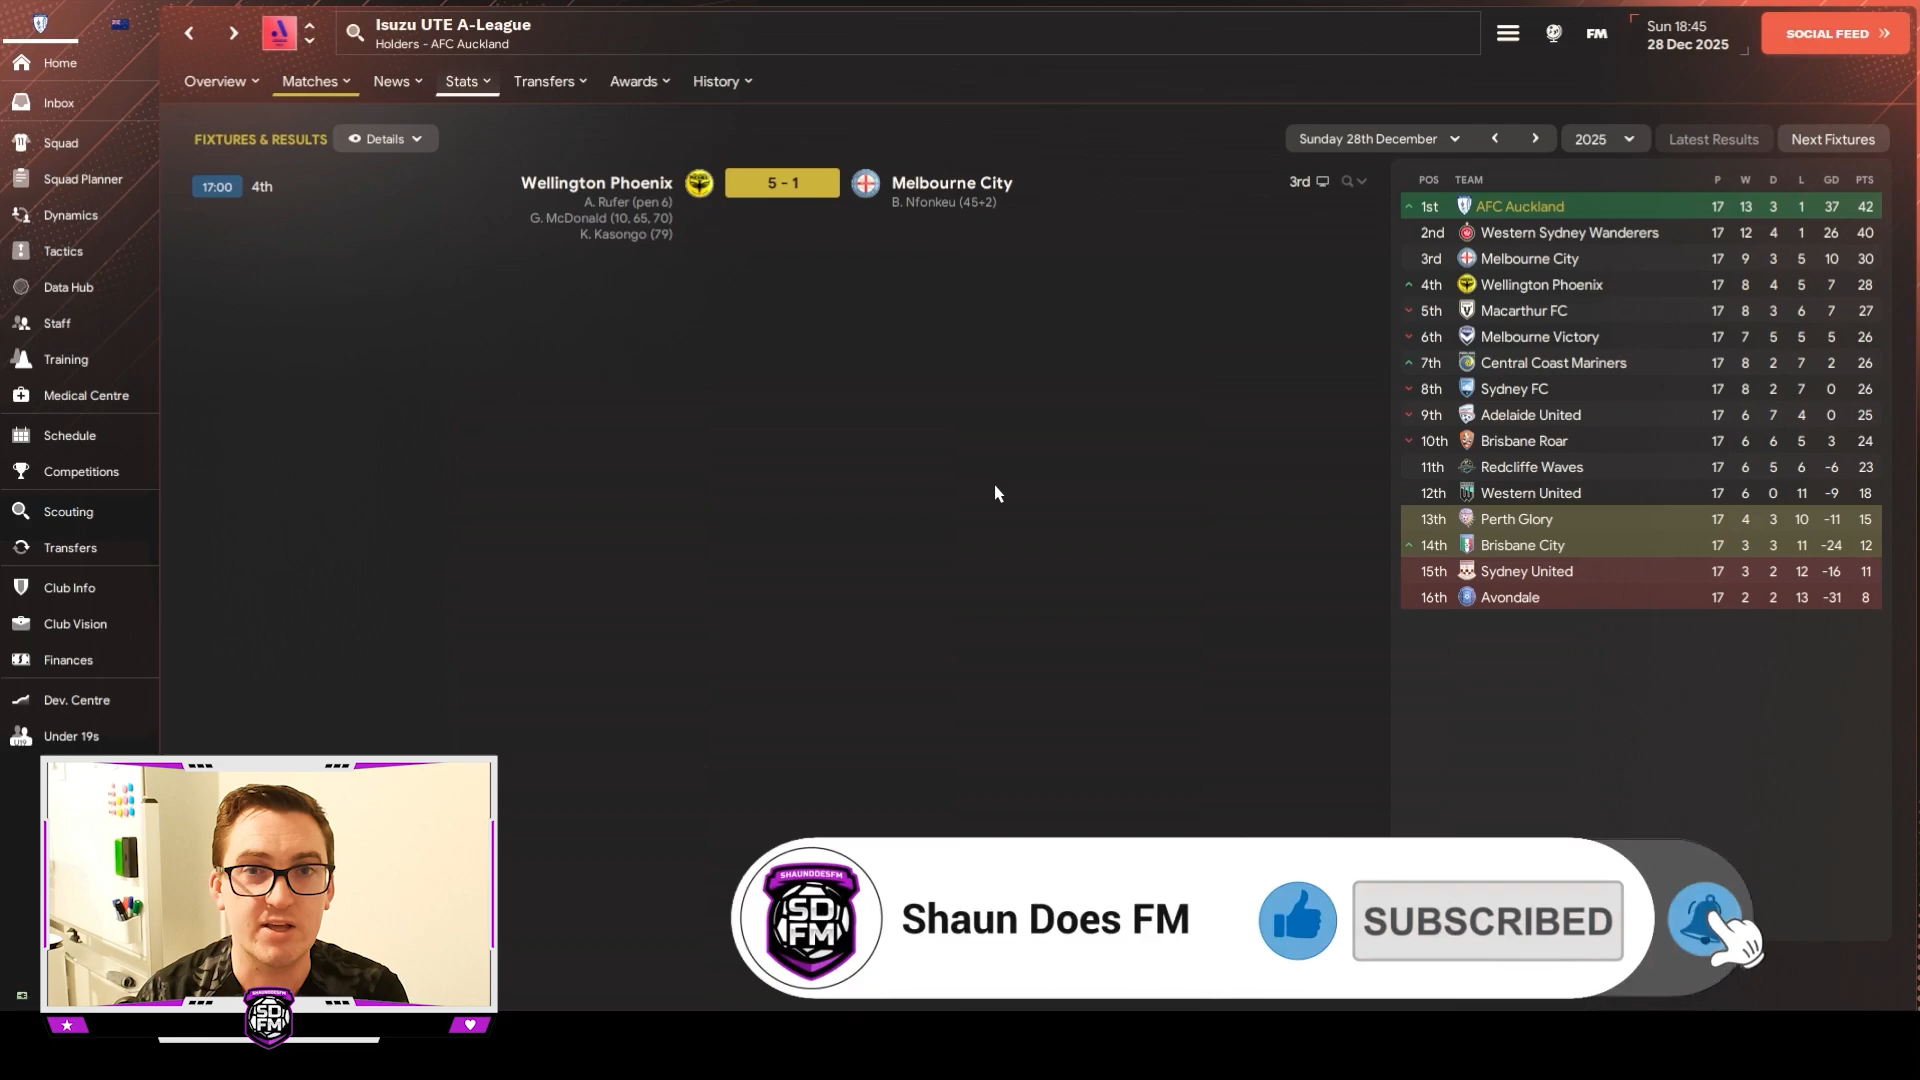 Isuzu UTE A-League
Holders - AFC Auckland
FM
Sun 18:45
28 Dec 2025
SOCIAL FEED
Home
Inbox
Squad
Squad Planner
Dynamics
Tactics
Data Hub
Staff
Training
Medical Centre
Schedule
Competitions
Scouting
Transfers
Club Info
Club Vision
Finances
Dev. Centre
U19 Under 19s
Overview Matches News Stats Transfers Awards History
FIXTURES & RESULTS Details
Sunday 28th December 2025 Latest Results Next Fixtures
17:00 4th Wellington Phoenix 5 - 1 Melbourne City 3rd
A. Rufer (pen 6) B. Nfonkeu (45+2)
G. McDonald (10, 65, 70)
K. Kasongo (79)
POS TEAM P W D L GD PTS
1st AFC Auckland 17 13 3 1 37 42
2nd Western Sydney Wanderers 17 12 4 1 26 40
3rd Melbourne City 17 9 3 5 10 30
4th Wellington Phoenix 17 8 4 5 7 28
5th Macarthur FC 17 8 3 6 7 27
6th Melbourne Victory 17 7 5 5 5 26
7th Central Coast Mariners 17 8 2 7 2 26
8th Sydney FC 17 8 2 7 0 26
9th Adelaide United 17 6 7 4 0 25
10th Brisbane Roar 17 6 6 5 3 24
11th Redcliffe Waves 17 6 5 6 -6 23
12th Western United 17 6 0 11 -9 18
13th Perth Glory 17 4 3 10 -11 15
14th Brisbane City 17 3 3 11 -24 12
15th Sydney United 17 3 2 12 -16 11
16th Avondale 17 2 2 13 -31 8
SHAUNDOESFM
SD
FM
Shaun Does FM
SUBSCRIBED
SHAUNDOESFM
SD
FM